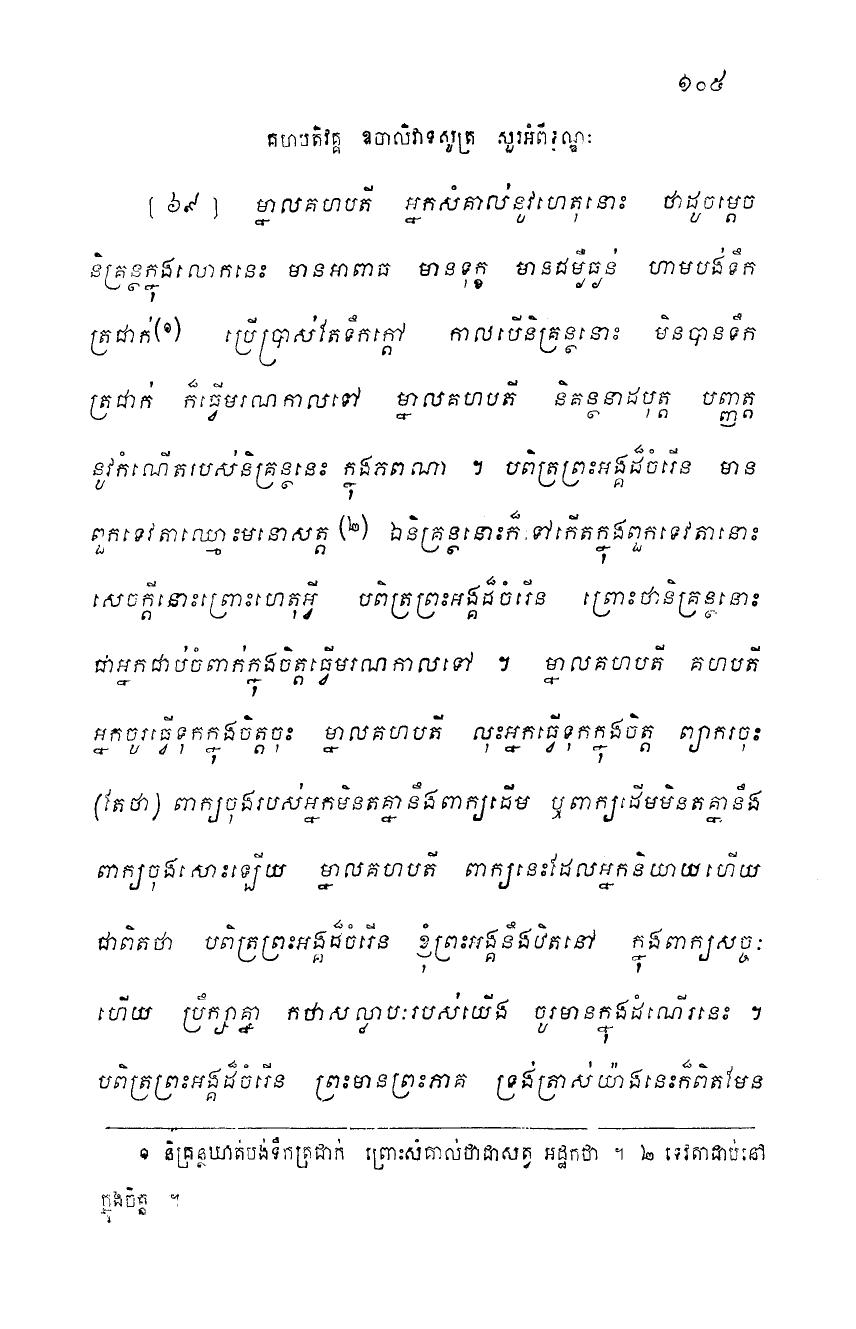 ១០៥
គហបតិវគ្គ ឧបាលិវាទសូត្រ សួរអំពីទណ្ឌៈ
[ ៦៩ ] ម្នាលគហបតី អ្នកសំគាល់នូវហេតុនោះ ថាដូចម្តេច
និគ្រន្ថក្នុងលោកនេះ មានអាពាធ មានទុក្ខ មានជម្ងឺធ្ងន់ ហាមបង់ទឹក
ត្រជាក់(១) ប្រើប្រាស់តែទឹកក្តៅ កាលបើនិគ្រន្ថនោះ មិនបានទឹក
ត្រជាក់ ក៏ធ្វើមរណកាលទៅ ម្នាលគហបតី និគន្ថនាដបុត្ត បញ្ញត្ត
នូវកំណើតរបស់និគ្រន្ថនេះ ក្នុងភពណា ។ បពិត្រព្រះអង្គដ៏ចំរើន មាន
ពួកទេវតាឈ្មោះមនោសត្ត (២) ឯនិគ្រន្ថនោះក៏ ទៅកើតក្នុងពួកទេវតានោះ
សេចក្តីនោះព្រោះហេតុអ្វី បពិត្រព្រះអង្គដ៏ចំរើន ព្រោះថានិគ្រន្ថនោះ
ជាអ្នកជាប់ចំពាក់ក្នុងចិត្តធ្វើមរណកាលទៅ ។ ម្នាលគហបតី គហបតី
អ្នកចូរធ្វើទុកក្នុងចិត្តចុះ ម្នាលគហបតី លុះអ្នកធ្វើទុកក្នុងចិត្ត ព្យាករចុះ
(តែថា) ពាក្យចុងរបស់អ្នកមិនតគ្នានឹងពាក្យដើម ឬពាក្យដើមមិនតគ្នានឹង
ពាក្យចុងសោះឡើយ ម្នាលគហបតី ពាក្យនេះដែលអ្នកនិយាយហើយ
ជាពិតថា បពិត្រព្រះអង្គដ៏ចំរើន ខ្ញុំព្រះអង្គនឹងឋិតនៅ ក្នុងពាក្យសច្ចៈ
ហើយ ប្រឹក្សាគ្នា កថាសល្លាបៈរបស់យើង ចូរមានក្នុងដំណើរនេះ ។
បពិត្រព្រះអង្គដ៏ចំរើន ព្រះមានព្រះភាគ ទ្រង់ត្រាស់យ៉ាងនេះក៏ពិតមែន
១ និគ្រន្ថឃាត់បង់ទឹកត្រជាក់ ព្រោះសំគាល់ថាជាសត្វ អដ្ឋកថា ។ ២ ទេវតាជាប់នៅ
ក្នុងចិត្ត ។